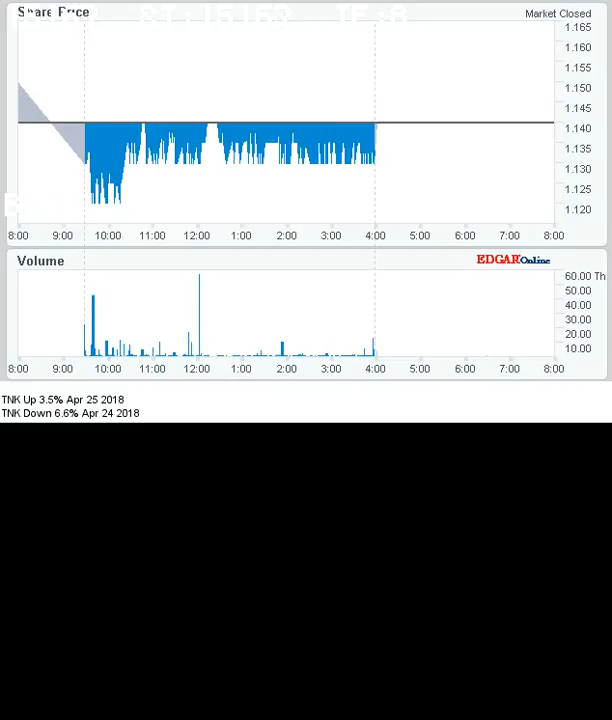 Share Price
Market Closed
1.165
1.160
1.155
1.150
1.145
1.140
1.135
1.130
1.125
1.120
8:00 9:00 10:00 11:00 12:00 1:00 2:00 3:00 4:00 5:00 6:00 7:00 8:00
Volume
EDGAR Online
60.00 Th
50.00
40.00
30.00
20.00
10.00
8:00 9:00 10:00 11:00 12:00 1:00 2:00 3:00 4:00 5:00 6:00 7:00 8:00
TNK Up 3.5% Apr 25 2018
TNK Down 6.6% Apr 24 2018